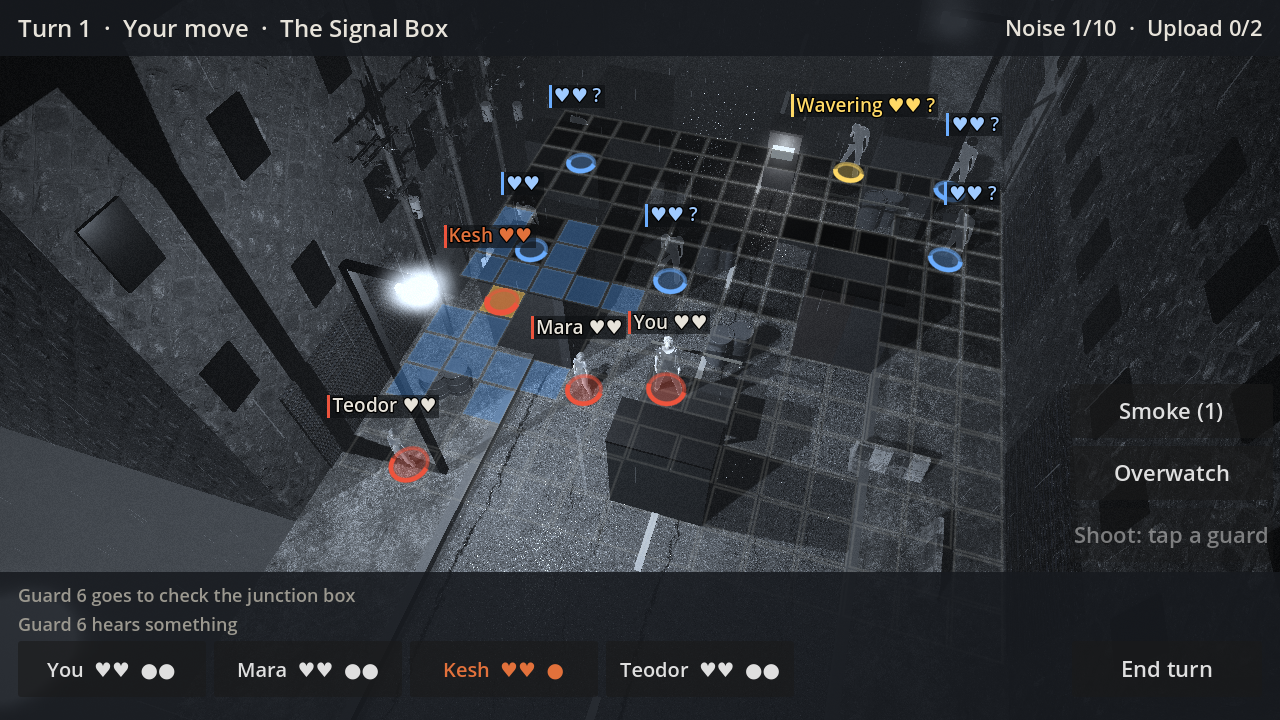 Turn 1 · Your move · The Signal Box
Noise 1/10 · Upload 0/2
♥♥ ?
Wavering ♥♥ ?
♥♥ ?
♥♥
♥♥ ?
♥♥ ?
Kesh ♥♥
Mara ♥♥
You ♥♥
Teodor ♥♥
Smoke (1)
Overwatch
Shoot: tap a guard
Guard 6 goes to check the junction box
Guard 6 hears something
You ♥♥ ●●
Mara ♥♥ ●●
Kesh ♥♥ ●
Teodor ♥♥ ●●
End turn